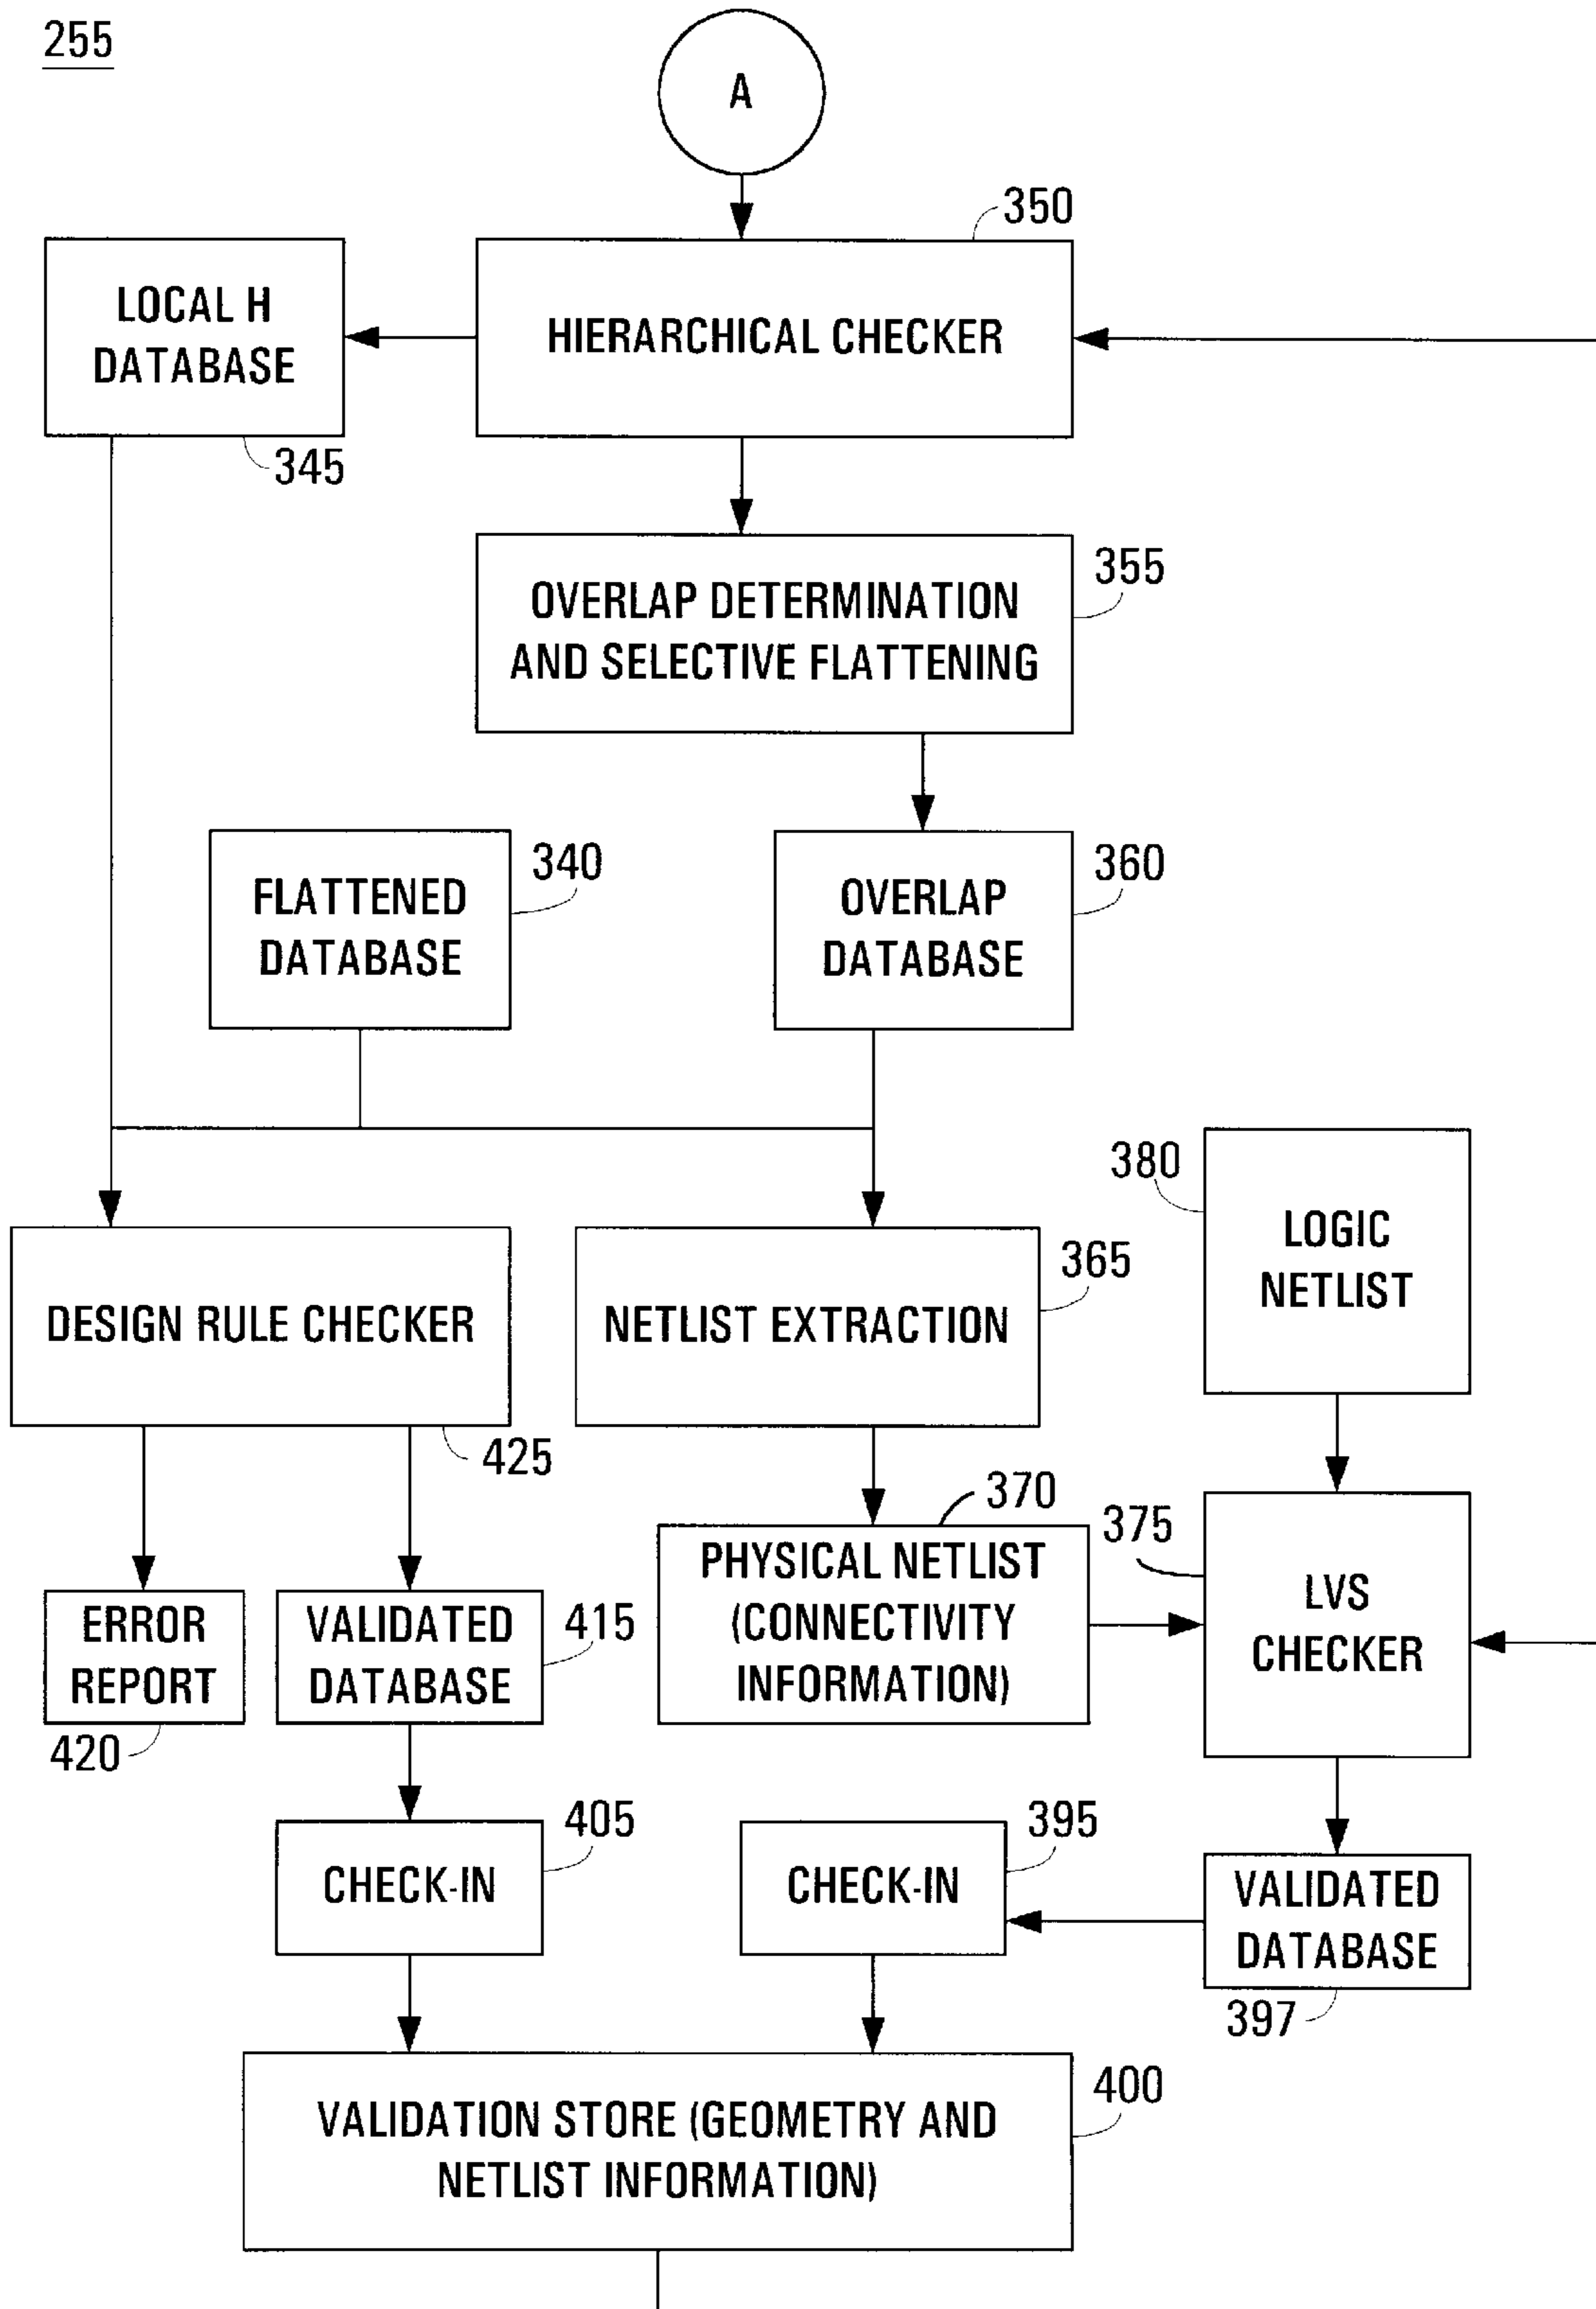 255
A
350
LOCAL H
DATABASE
345
HIERARCHICAL CHECKER
OVERLAP DETERMINATION
AND SELECTIVE FLATTENING
355
FLATTENED
DATABASE
340
OVERLAP
DATABASE
360
380
LOGIC
NETLIST
DESIGN RULE CHECKER
425
NETLIST EXTRACTION
365
370
PHYSICAL NETLIST
(CONNECTIVITY
INFORMATION)
375
LVS
CHECKER
ERROR
REPORT
420
VALIDATED
DATABASE
415
405
CHECK-IN
395
CHECK-IN
VALIDATED
DATABASE
397
VALIDATION STORE (GEOMETRY AND
NETLIST INFORMATION)
400